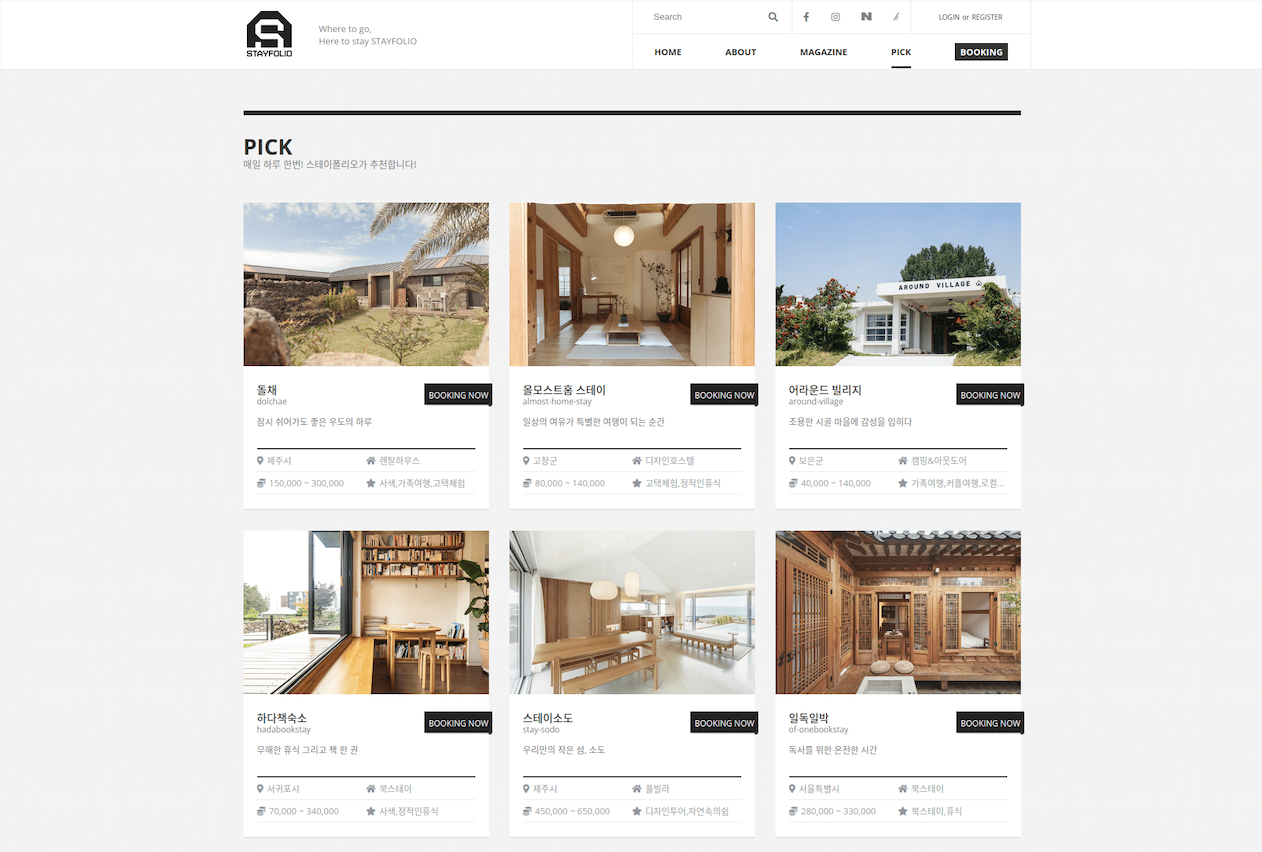 STAYFOLIO
Where to go,
Here to stay STAYFOLIO
Search
LOGIN or REGISTER
HOME ABOUT MAGAZINE PICK BOOKING
PICK
매일 하루 한번! 스테이폴리오가 추천합니다!
AROUND VILLAGE
돌채
dolchae
BOOKING NOW
잠시 쉬어가도 좋은 우도의 하루
제주시 렌탈하우스
150,000 ~ 300,000 사색,가족여행,고택체험
올모스트홈 스테이
almost-home-stay
BOOKING NOW
일상의 여유가 특별한 여행이 되는 순간
고창군 디자인호스텔
80,000 ~ 140,000 고택체험,정적인휴식
어라운드 빌리지
around-village
BOOKING NOW
조용한 시골 마을에 감성을 입히다
보은군 캠핑&아웃도어
40,000 ~ 140,000 가족여행,커플여행,로컬...
하다책숙소
hadabookstay
BOOKING NOW
무해한 휴식 그리고 책 한 권
서귀포시 북스테이
70,000 ~ 340,000 사색,정적인휴식
스테이소도
stay-sodo
BOOKING NOW
우리만의 작은 섬, 소도
제주시 풀빌라
450,000 ~ 650,000 디자인투어,자연속의쉼
일독일박
of-onebookstay
BOOKING NOW
독서를 위한 온전한 시간
서울특별시 북스테이
280,000 ~ 330,000 북스테이,휴식